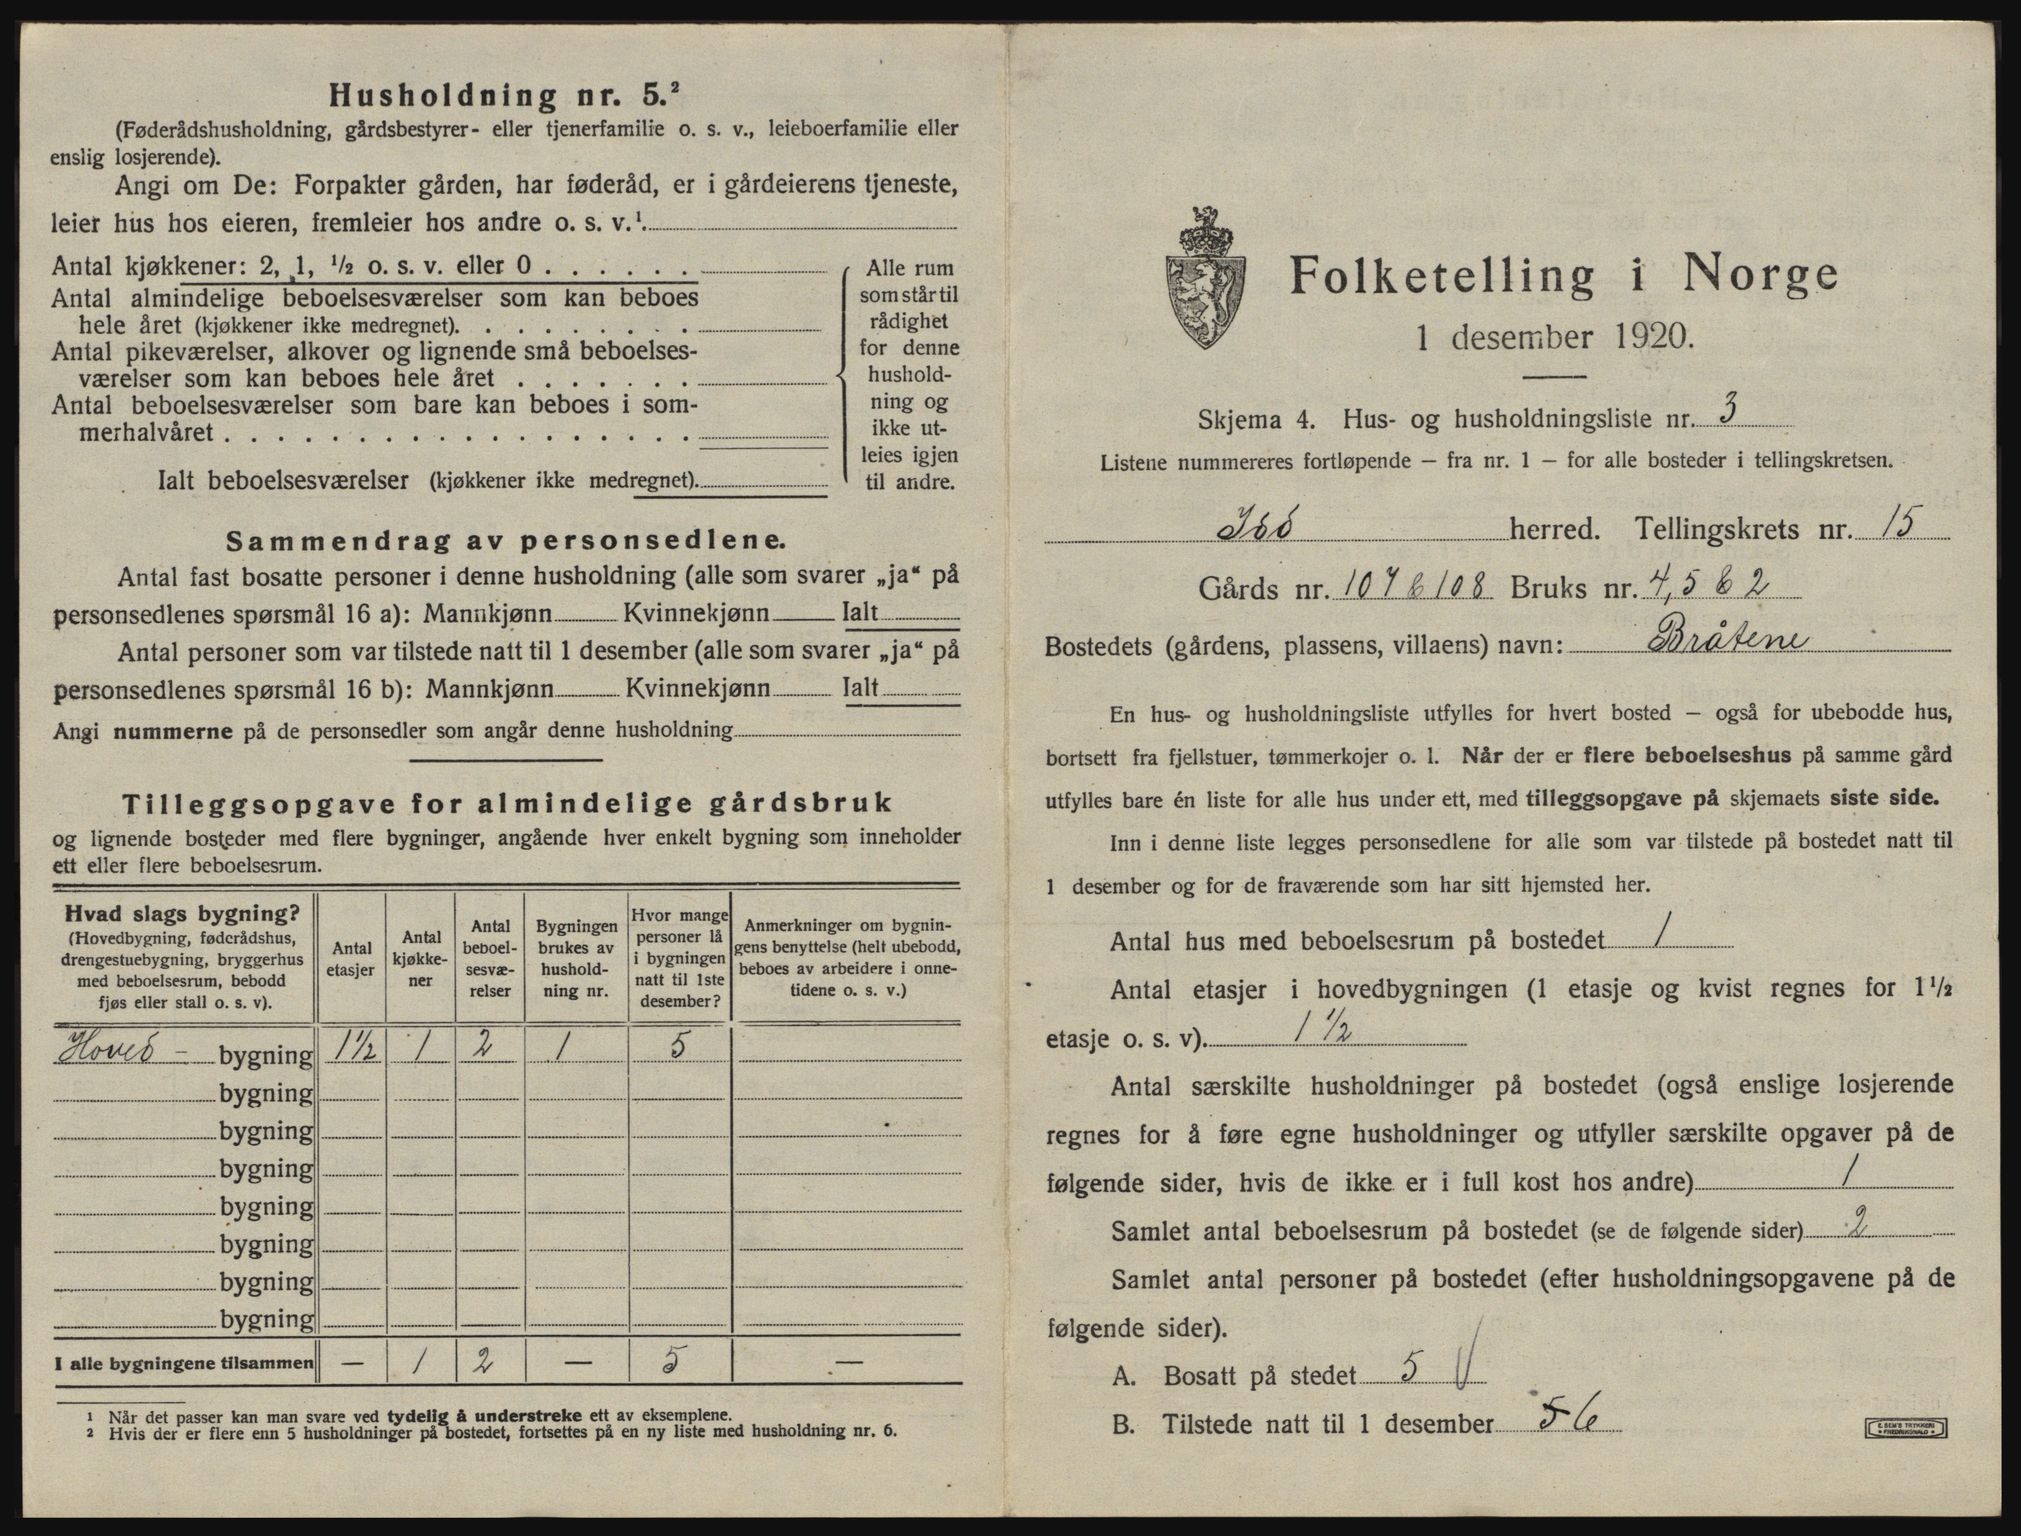 Husholdning nr. 5.²
(Føderådshusholdning, gårdsbestyrer- eller tjenerfamilie o. s. v., leieboerfamilie eller
enslig losjerende).
Angi om De: Forpakter gården, har føderåd, er i gårdeierens tjeneste,
leier hus hos eieren, fremleier hos andre o. s. v.¹
Antal kjøkkener: 2, 1, ½ o. s. v. eller 0 . . . . . .
Antal almindelige beboelsesværelser som kan beboes
hele året (kjøkkener ikke medregnet). . . . . . . . .
Antal pikeværelser, alkover og lignende små beboelses-
værelser som kan beboes hele året . . . . . . .
Antal beboelsesværelser som bare kan beboes i som-
merhalvåret . . . . . . . . . . . . . . . . . .
Alle rum
som står til
rådighet
for denne
hushold-
ning og
ikke ut-
leies igjen
til andre.
Ialt beboelsesværelser (kjøkkener ikke medregnet).
Sammendrag av personsedlene.
Antal fast bosatte personer i denne husholdning (alle som svarer „ja“ på
personsedlenes spørsmål 16 a): Mannkjønn Kvinnekjønn Ialt
Antal personer som var tilstede natt til 1 desember (alle som svarer „ja“ på
personsedlenes spørsmål 16 b): Mannkjønn Kvinnekjønn Ialt
Angi nummerne på de personsedler som angår denne husholdning
Tilleggsopgave for almindelige gårdsbruk
og lignende bosteder med flere bygninger, angående hver enkelt bygning som inneholder
ett eller flere beboelsesrum.
Hvad slags bygning?
(Hovedbygning, føderådshus,
drengestuebygning, bryggerhus
med beboelsesrum, bebodd
fjøs eller stall o. s. v).
Antal
etasjer
Antal
kjøkke-
ner
Antal
beboel-
sesvæ-
relser
Bygningen
brukes av
hushold-
ning nr.
Hvor mange
personer lå
i bygningen
natt til 1ste
desember?
Anmerkninger om bygnin-
gens benyttelse (helt ubebodd,
beboes av arbeidere i onne-
tidene o. s. v.)
Hoved - bygning 1½ 1 2 1 5
bygning
bygning
bygning
bygning
bygning
bygning
bygning
I alle bygningene tilsammen — 1 2 — 5 —
¹ Når det passer kan man svare ved tydelig å understreke ett av eksemplene.
² Hvis der er flere enn 5 husholdninger på bostedet, fortsettes på en ny liste med husholdning nr. 6.
Folketelling i Norge
1 desember 1920.
Skjema 4. Hus- og husholdningsliste nr. 3
Listene nummereres fortløpende – fra nr. 1 – for alle bosteder i tellingskretsen.
Idd herred. Tellingskrets nr. 15
Gårds nr. 107 & 108 Bruks nr. 4,5 & 2
Bostedets (gårdens, plassens, villaens) navn: Bråtene
En hus- og husholdningsliste utfylles for hvert bosted – også for ubebodde hus,
bortsett fra fjellstuer, tømmerkojer o. l. Når der er flere beboelseshus på samme gård
utfylles bare én liste for alle hus under ett, med tilleggsopgave på skjemaets siste side.
Inn i denne liste legges personsedlene for alle som var tilstede på bostedet natt til
1 desember og for de fraværende som har sitt hjemsted her.
Antal hus med beboelsesrum på bostedet 1
Antal etasjer i hovedbygningen (1 etasje og kvist regnes for 1½
etasje o. s. v). 1½
Antal særskilte husholdninger på bostedet (også enslige losjerende
regnes for å føre egne husholdninger og utfyller særskilte opgaver på de
følgende sider, hvis de ikke er i full kost hos andre) 1
Samlet antal beboelsesrum på bostedet (se de følgende sider) 2
Samlet antal personer på bostedet (efter husholdningsopgavene på de
følgende sider).
A. Bosatt på stedet 5 V
B. Tilstede natt til 1 desember 5 6
E. SEM'S TRYKKERI
FREDRIKSHALD